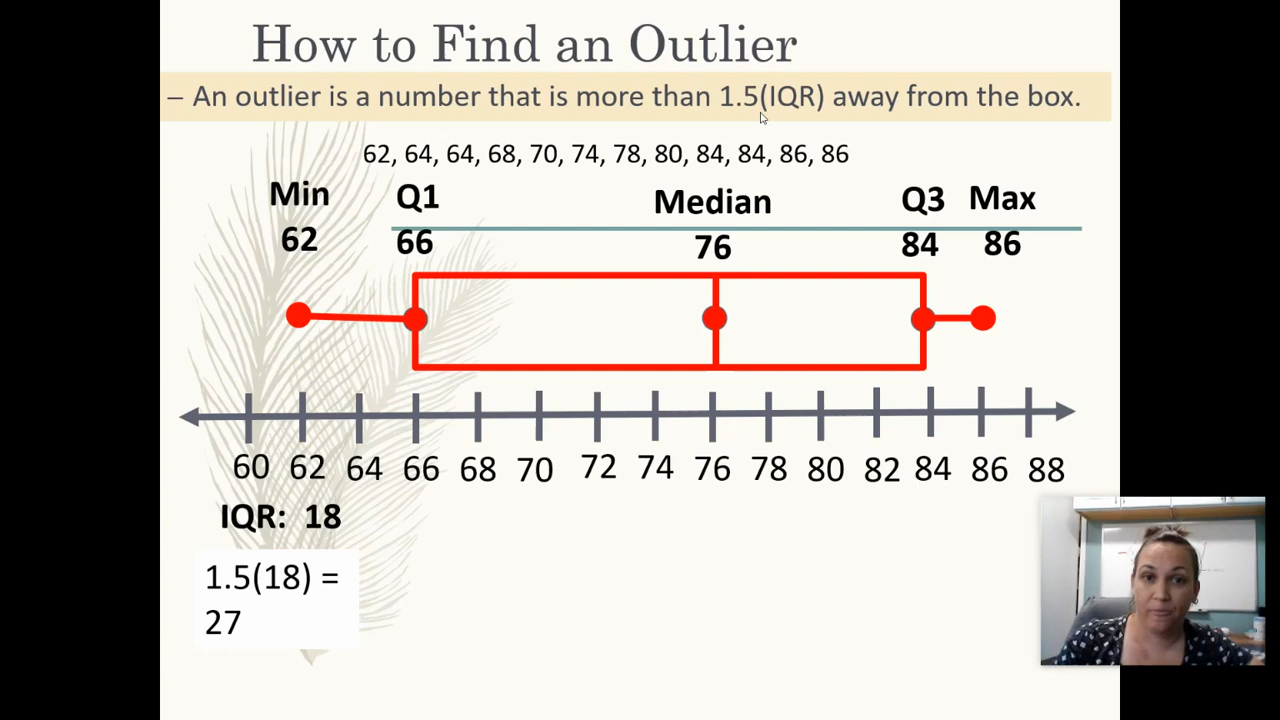 How to Find an Outlier
– An outlier is a number that is more than 1.5(IQR) away from the box.
62, 64, 64, 68, 70, 74, 78, 80, 84, 84, 86, 86
Min Q1 Median Q3 Max
62 66 76 84 86
60 62 64 66 68 70 72 74 76 78 80 82 84 86 88
IQR: 18
1.5(18) =
27